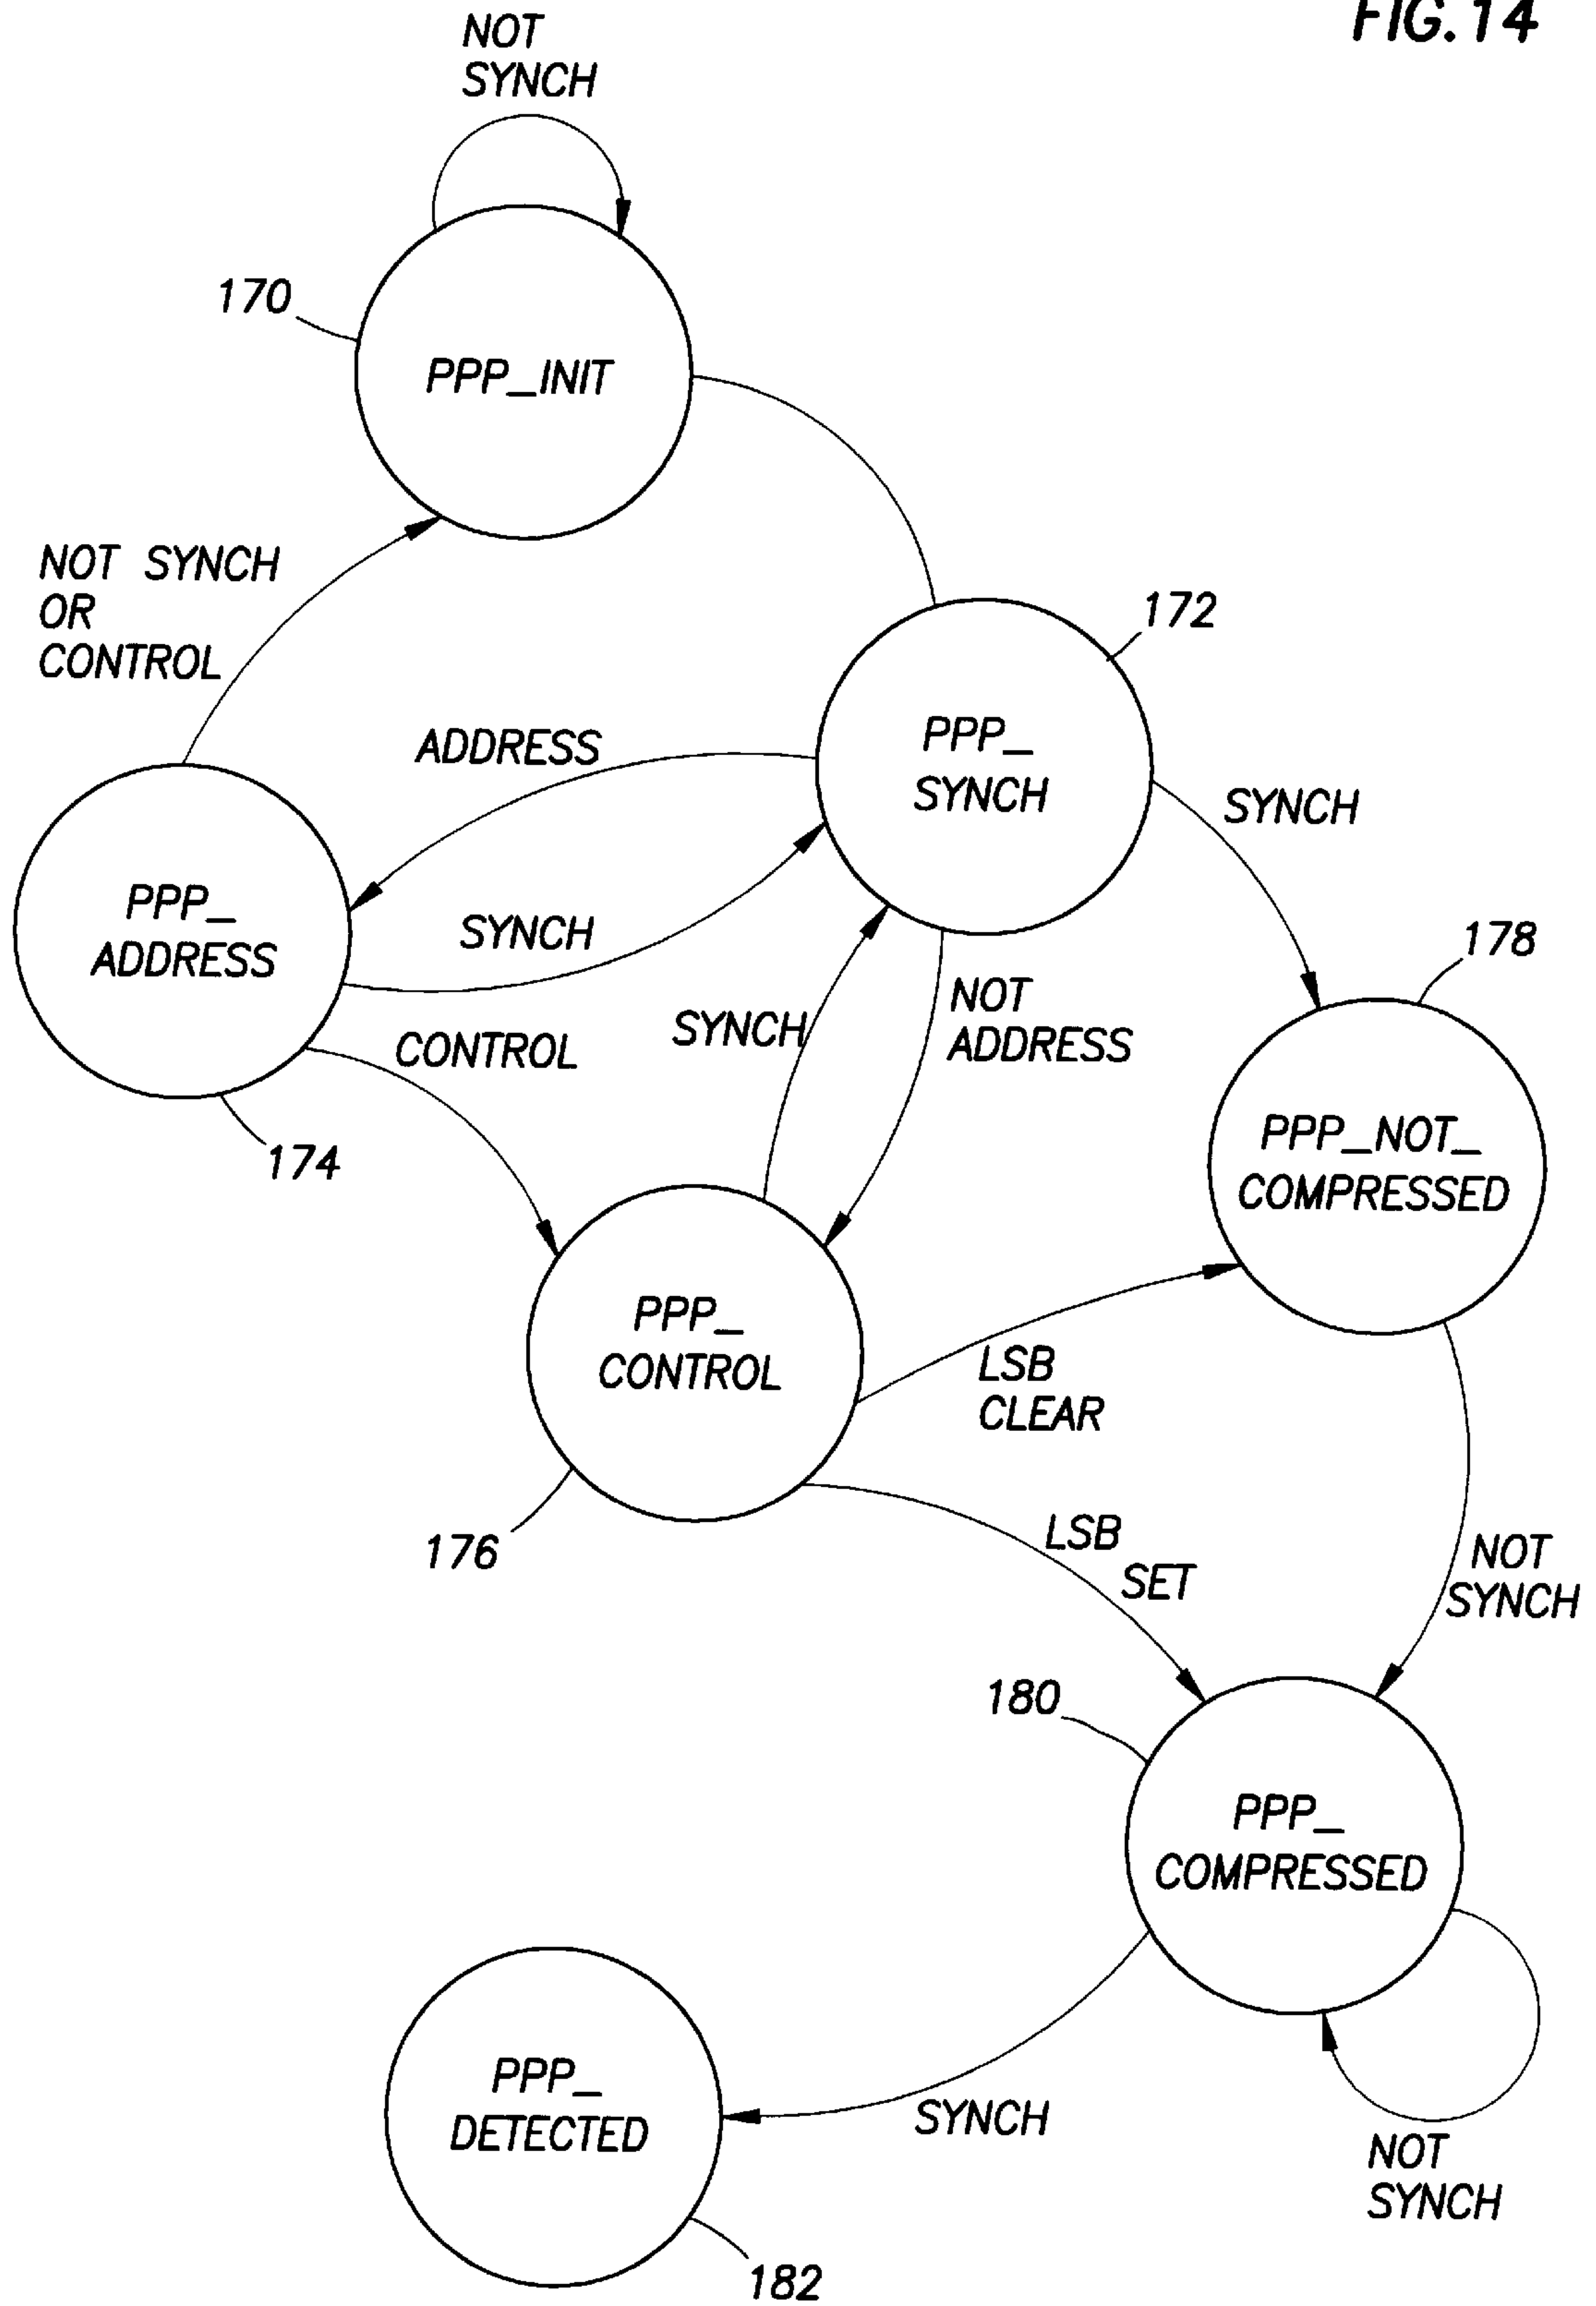 FIG. 14
NOT
SYNCH
170
PPP_INIT
NOT SYNCH
OR
CONTROL
172
PPP_
SYNCH
ADDRESS
SYNCH
PPP_
ADDRESS
SYNCH
178
NOT
ADDRESS
SYNCH
CONTROL
174
PPP_NOT_
COMPRESSED
PPP_
CONTROL
LSB
CLEAR
176
LSB
SET
NOT
SYNCH
180
PPP_
COMPRESSED
PPP_
DETECTED
SYNCH
NOT
SYNCH
182